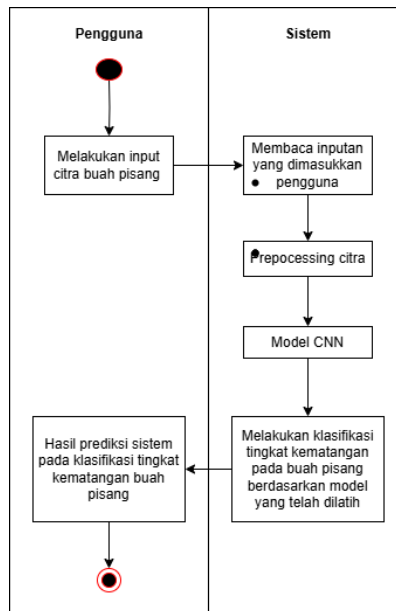 Pengguna
Sistem
Melakukan input
citra buah pisang
Membaca inputan
yang dimasukkan
pengguna
Prepocessing citra
Model CNN
Melakukan klasifikasi
tingkat kematangan
pada buah pisang
berdasarkan model
yang telah dilatih
Hasil prediksi sistem
pada klasifikasi tingkat
kematangan buah
pisang